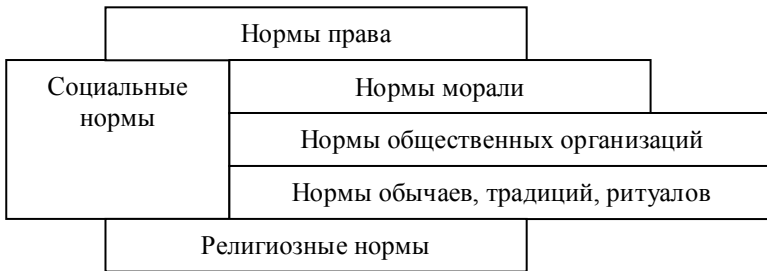 Нормы права
Социальные
нормы
Нормы морали
Нормы общественных организаций
Нормы обычаев, традиций, ритуалов
Религиозные нормы